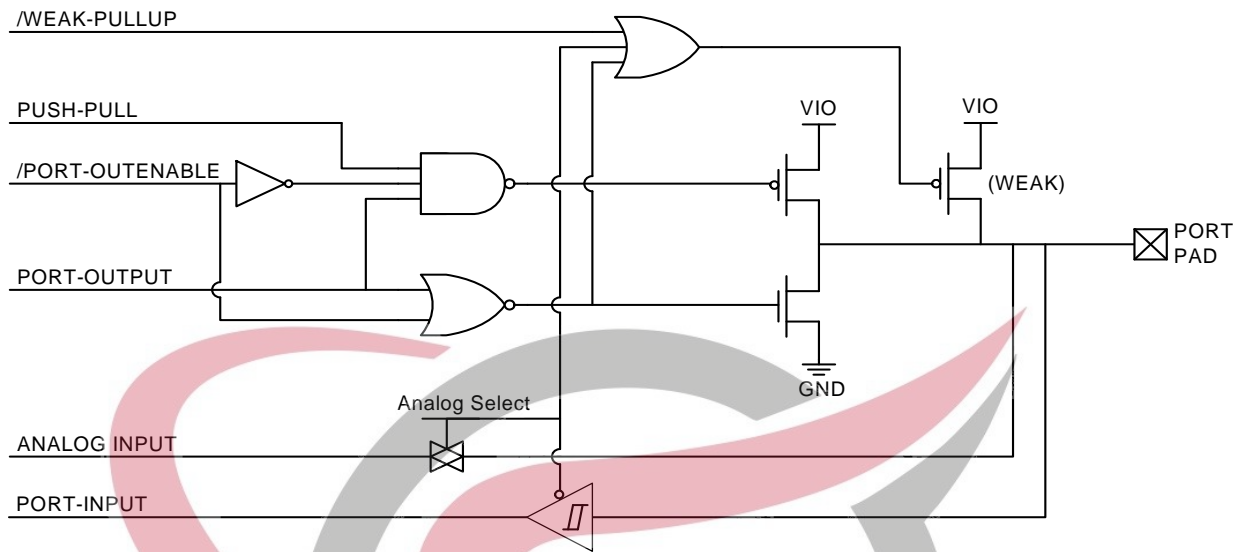 /WEAK-PULLUP
PUSH-PULL
VIO
VIO
/PORT-OUTENABLE
(WEAK)
PORT
PAD
PORT-OUTPUT
GND
Analog Select
ANALOG INPUT
PORT-INPUT